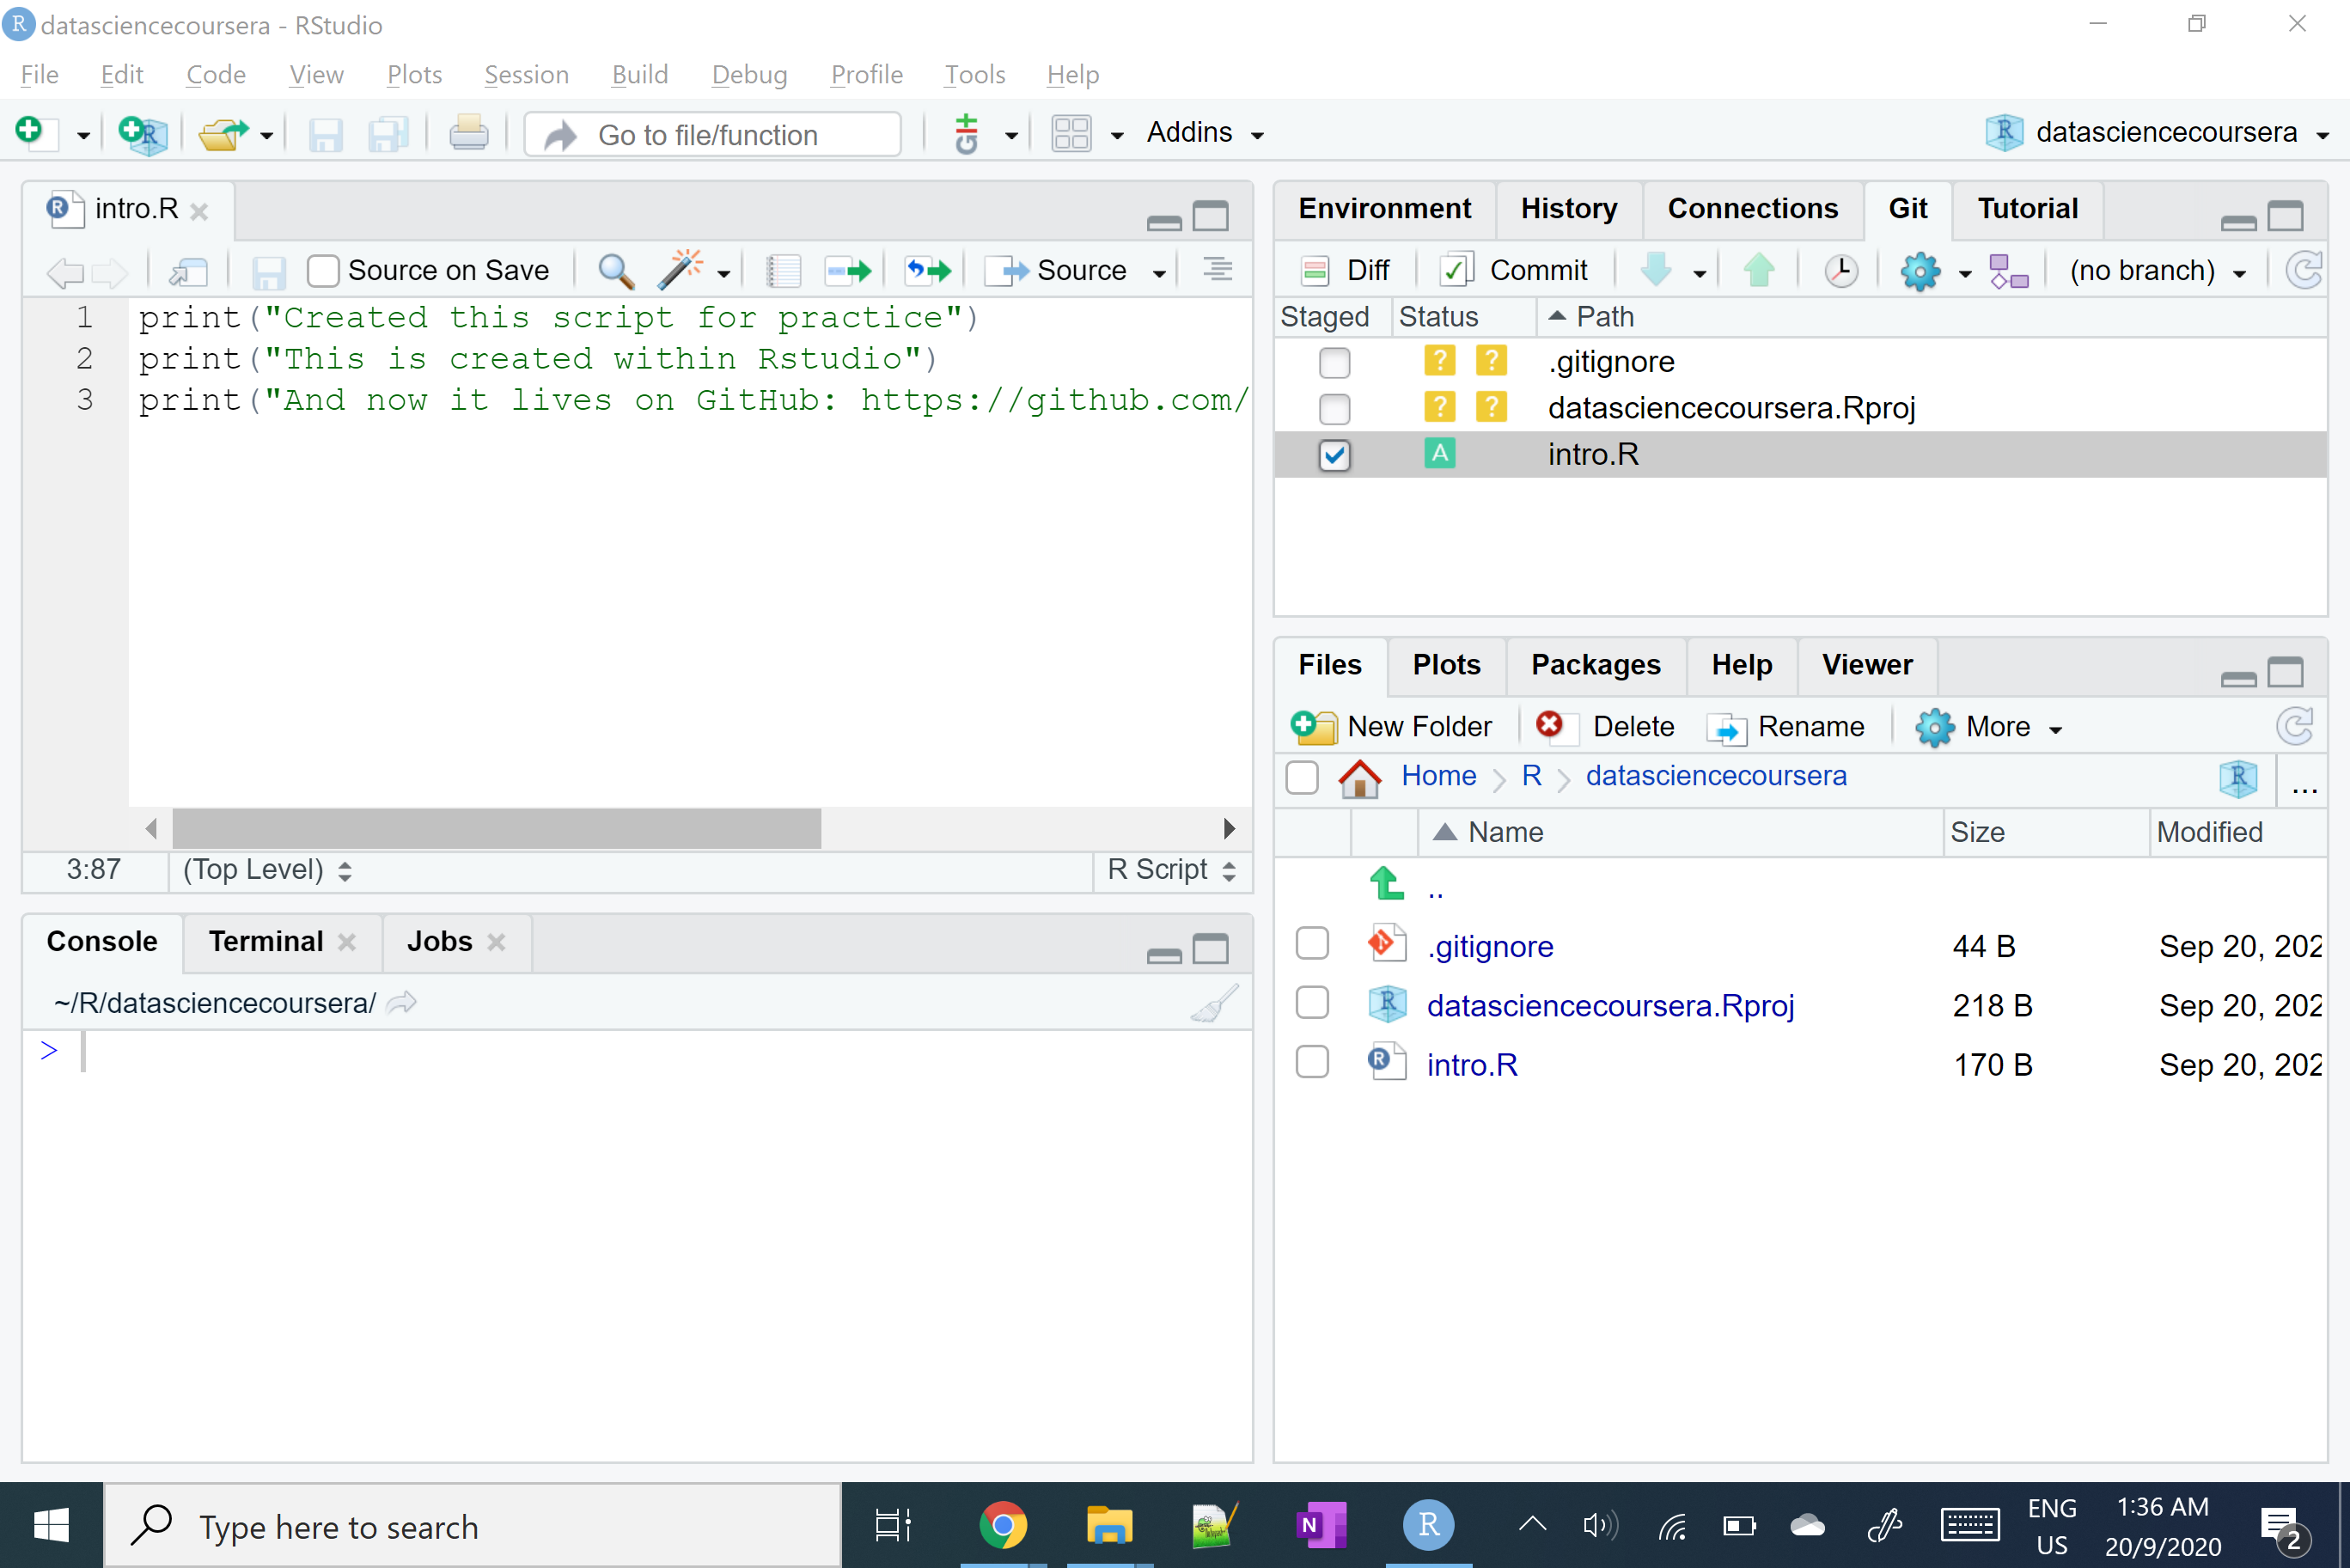 datasciencecoursera - RStudio
File Edit Code View Plots Session Build Debug Profile Tools Help
Go to file/function Addins datasciencecoursera
intro.R
Source on Save Source
1 print("Created this script for practice")
2 print("This is created within Rstudio")
3 print("And now it lives on GitHub: https://github.com/
3:87 (Top Level) R Script
Console Terminal Jobs
~/R/datasciencecoursera/
>
Environment History Connections Git Tutorial
Diff Commit (no branch)
Staged Status Path
? ? .gitignore
? ? datasciencecoursera.Rproj
A intro.R
Files Plots Packages Help Viewer
New Folder Delete Rename More
Home R datasciencecoursera ...
Name Size Modified
..
.gitignore 44 B Sep 20, 202
datasciencecoursera.Rproj 218 B Sep 20, 202
intro.R 170 B Sep 20, 202
Type here to search
ENG
US
1:36 AM
20/9/2020
2